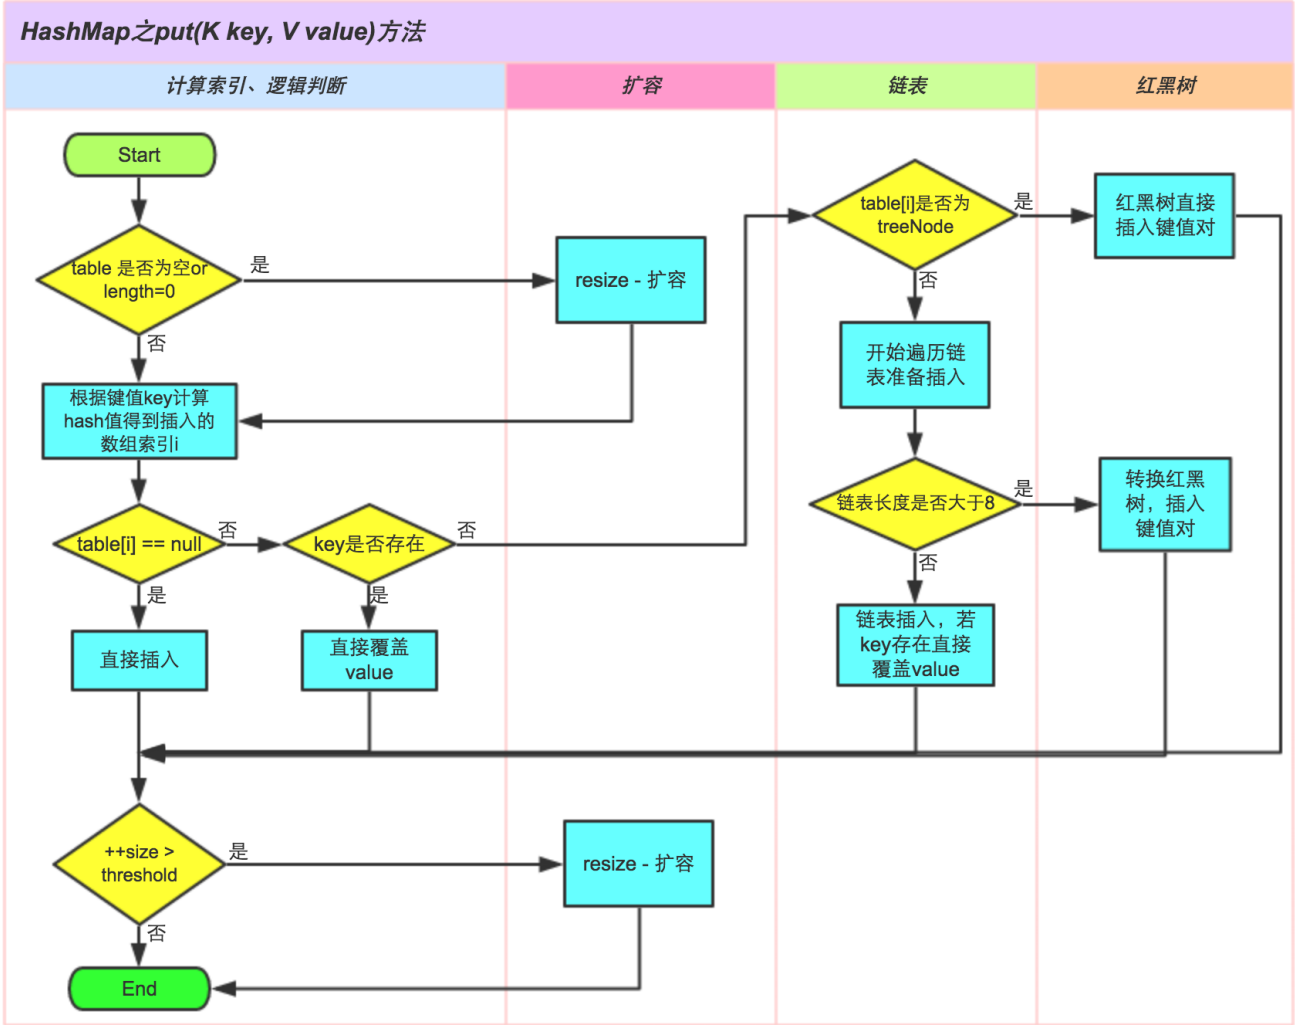 HashMap之put(K key, V value)方法
计算索引、逻辑判断
扩容
链表
红黑树
Start
table 是否为空or
length=0
是
否
resize - 扩容
根据键值key计算
hash值得到插入的
数组索引i
table[i] == null
否
是
key是否存在
否
是
直接插入
直接覆盖
value
table[i]是否为
treeNode
是
否
红黑树直接
插入键值对
开始遍历链
表准备插入
链表长度是否大于8
是
否
转换红黑
树，插入
键值对
链表插入，若
key存在直接
覆盖value
++size >
threshold
是
否
resize - 扩容
End